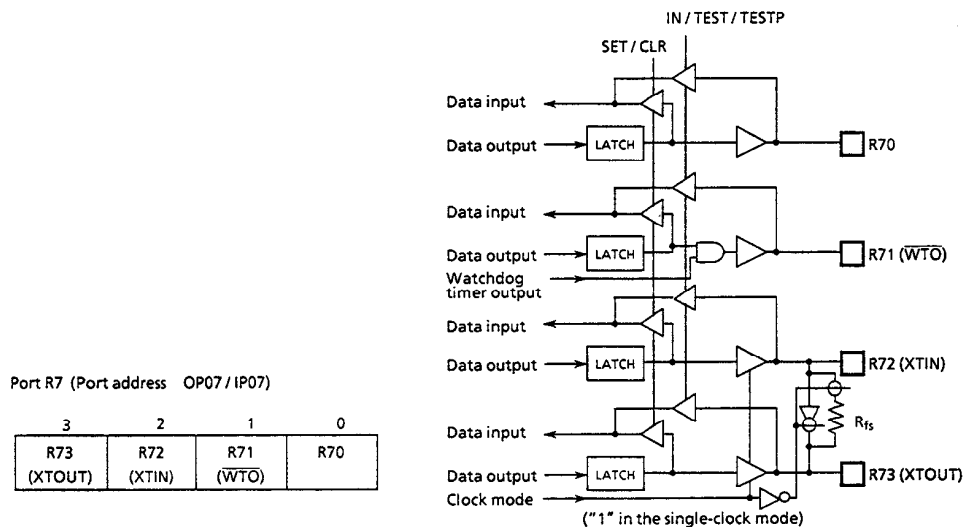 IN / TEST / TESTP
SET / CLR
Data input
Data output
LATCH
R70
Data input
Data output
LATCH
R71 (W̅T̅O̅)
Watchdog
timer output
Data input
Data output
LATCH
R72 (XTIN)
Rfs
Data input
Data output
LATCH
R73 (XTOUT)
Clock mode
("1" in the single-clock mode)
Port R7 (Port address OP07 / IP07)
3 2 1 0
R73 R72 R71 R70
(XTOUT) (XTIN) (W̅T̅O̅)